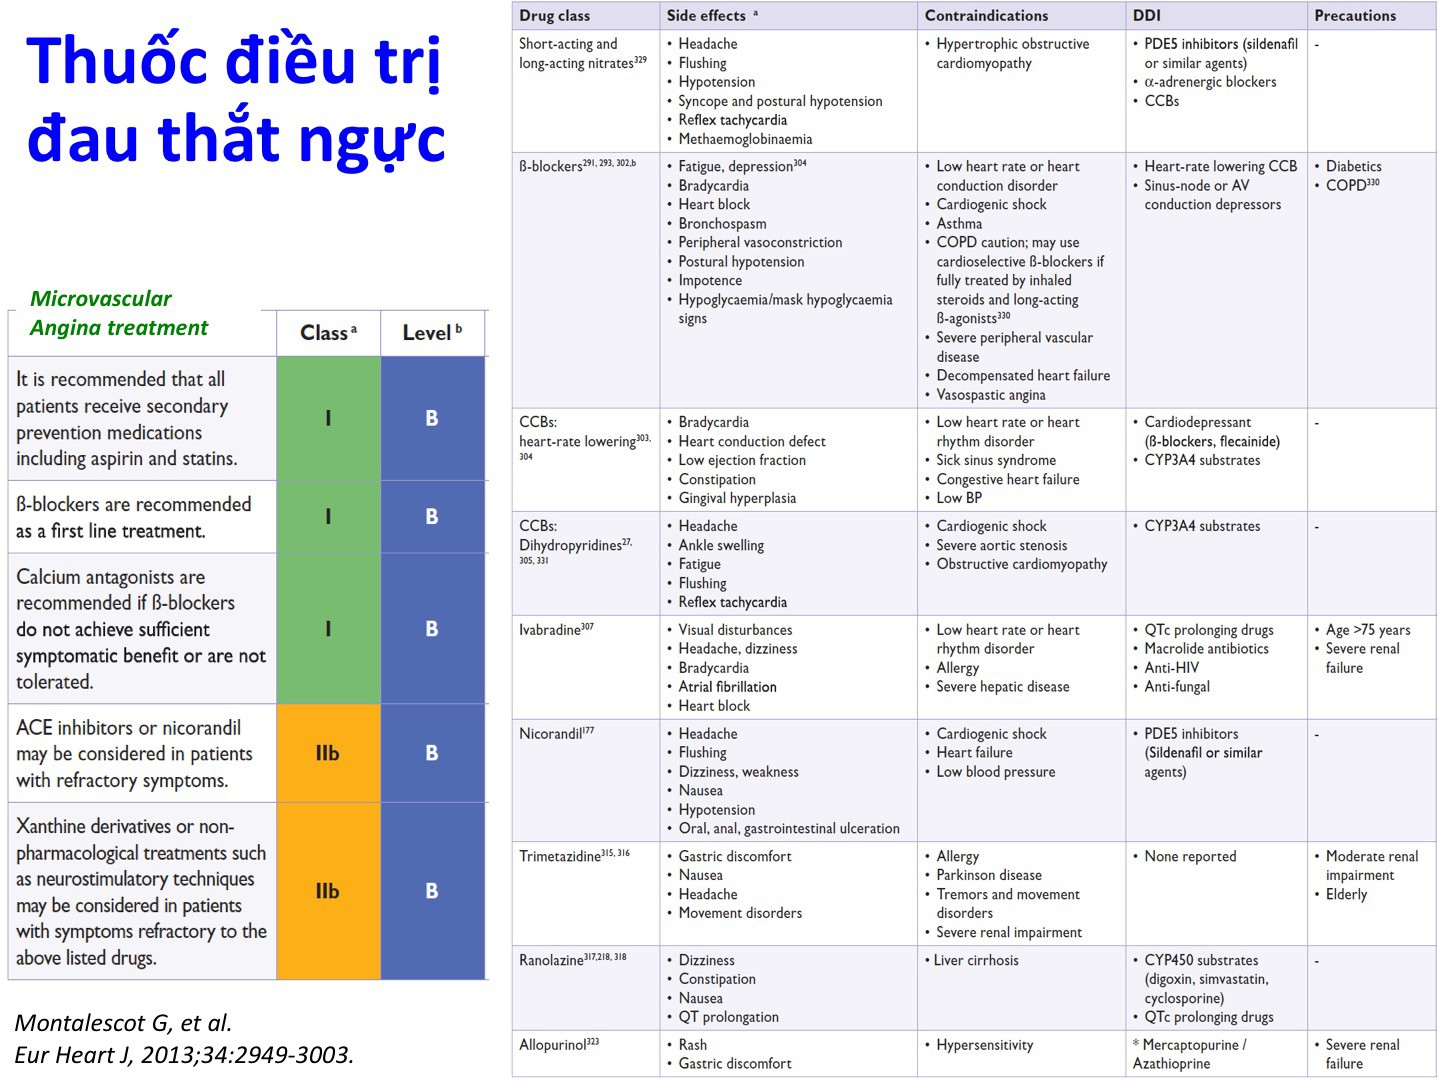 Thuốc điều trị
đau thắt ngực
Microvascular
Angina treatment
Class a
Level b
It is recommended that all
patients receive secondary
prevention medications
including aspirin and statins.
I
B
ß-blockers are recommended
as a first line treatment.
I
B
Calcium antagonists are
recommended if ß-blockers
do not achieve sufficient
symptomatic benefit or are not
tolerated.
I
B
ACE inhibitors or nicorandil
may be considered in patients
with refractory symptoms.
IIb
B
Xanthine derivatives or non-
pharmacological treatments such
as neurostimulatory techniques
may be considered in patients
with symptoms refractory to the
above listed drugs.
IIb
B
Montalescot G, et al.
Eur Heart J, 2013;34:2949-3003.
Drug class
Side effects a
Contraindications
DDI
Precautions
Short-acting and
long-acting nitrates329
• Headache
• Flushing
• Hypotension
• Syncope and postural hypotension
• Reflex tachycardia
• Methaemoglobinaemia
• Hypertrophic obstructive
cardiomyopathy
• PDE5 inhibitors (sildenafil
or similar agents)
• α-adrenergic blockers
• CCBs
-
ß-blockers291, 293, 302,b
• Fatigue, depression304
• Bradycardia
• Heart block
• Bronchospasm
• Peripheral vasoconstriction
• Postural hypotension
• Impotence
• Hypoglycaemia/mask hypoglycaemia
signs
• Low heart rate or heart
conduction disorder
• Cardiogenic shock
• Asthma
• COPD caution; may use
cardioselective ß-blockers if
fully treated by inhaled
steroids and long-acting
ß-agonists330
• Severe peripheral vascular
disease
• Decompensated heart failure
• Vasospastic angina
• Heart-rate lowering CCB
• Sinus-node or AV
conduction depressors
• Diabetics
• COPD330
CCBs:
heart-rate lowering303,
304
• Bradycardia
• Heart conduction defect
• Low ejection fraction
• Constipation
• Gingival hyperplasia
• Low heart rate or heart
rhythm disorder
• Sick sinus syndrome
• Congestive heart failure
• Low BP
• Cardiodepressant
(ß-blockers, flecainide)
• CYP3A4 substrates
-
CCBs:
Dihydropyridines27,
305, 331
• Headache
• Ankle swelling
• Fatigue
• Flushing
• Reflex tachycardia
• Cardiogenic shock
• Severe aortic stenosis
• Obstructive cardiomyopathy
• CYP3A4 substrates
-
Ivabradine307
• Visual disturbances
• Headache, dizziness
• Bradycardia
• Atrial fibrillation
• Heart block
• Low heart rate or heart
rhythm disorder
• Allergy
• Severe hepatic disease
• QTc prolonging drugs
• Macrolide antibiotics
• Anti-HIV
• Anti-fungal
• Age >75 years
• Severe renal
failure
Nicorandil177
• Headache
• Flushing
• Dizziness, weakness
• Nausea
• Hypotension
• Oral, anal, gastrointestinal ulceration
• Cardiogenic shock
• Heart failure
• Low blood pressure
• PDE5 inhibitors
(Sildenafil or similar
agents)
-
Trimetazidine315, 316
• Gastric discomfort
• Nausea
• Headache
• Movement disorders
• Allergy
• Parkinson disease
• Tremors and movement
disorders
• Severe renal impairment
• None reported
• Moderate renal
impairment
• Elderly
Ranolazine317,218, 318
• Dizziness
• Constipation
• Nausea
• QT prolongation
• Liver cirrhosis
• CYP450 substrates
(digoxin, simvastatin,
cyclosporine)
• QTc prolonging drugs
-
Allopurinol323
• Rash
• Gastric discomfort
• Hypersensitivity
* Mercaptopurine /
Azathioprine
• Severe renal
failure